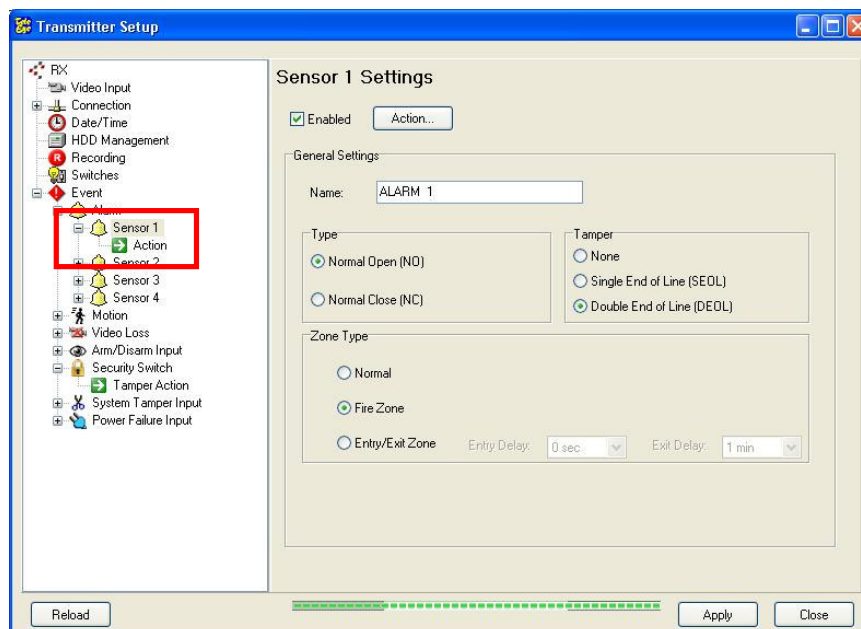 Transmitter Setup
RX
Video Input
Connection
Date/Time
HDD Management
Recording
Switches
Event
Alarm
Sensor 1
Action
Sensor 2
Sensor 3
Sensor 4
Motion
Video Loss
Arm/Disarm Input
Security Switch
Tamper Action
System Tamper Input
Power Failure Input
Sensor 1 Settings
Enabled
Action...
General Settings
Name: ALARM 1
Type
Normal Open (NO)
Normal Close (NC)
Tamper
None
Single End of Line (SEOL)
Double End of Line (DEOL)
Zone Type
Normal
Fire Zone
Entry/Exit Zone Entry Delay: 0 sec Exit Delay: 1 min
Reload Apply Close